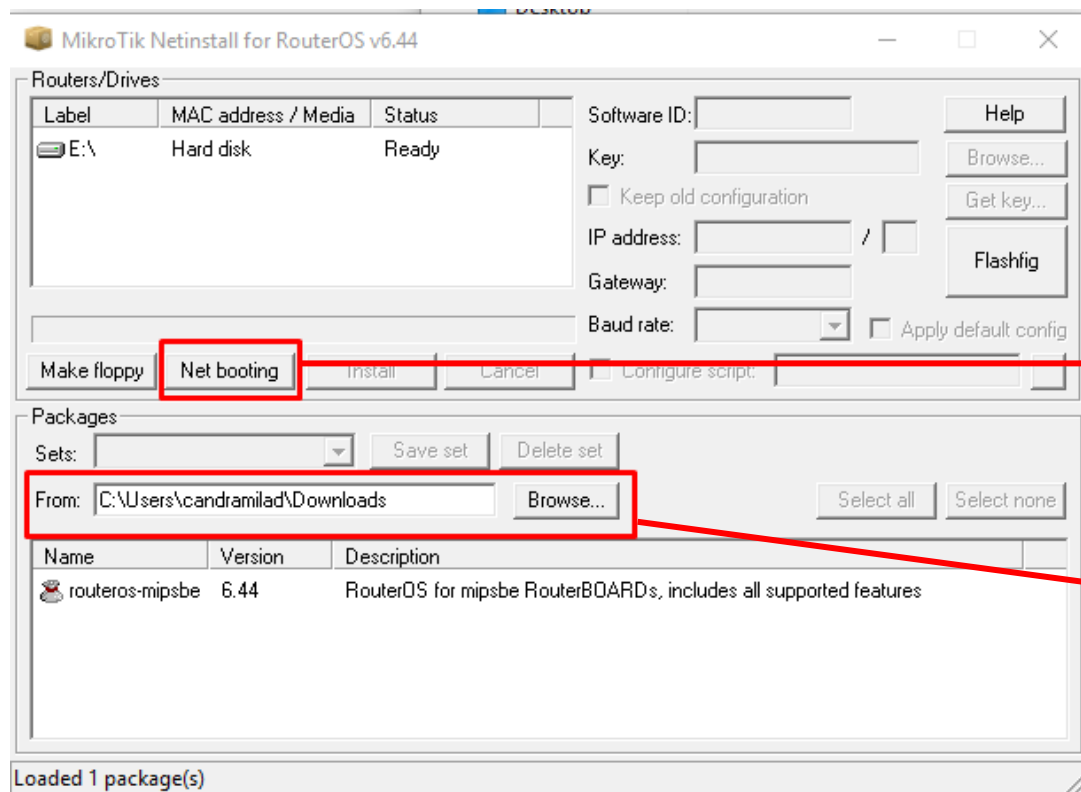 Desktop
MikroTik Netinstall for RouterOS v6.44
Routers/Drives
Label MAC address / Media Status
E:\ Hard disk Ready
Software ID: Help
Key: Browse...
Keep old configuration Get key...
IP address: /
Flashfig
Gateway:
Baud rate: Apply default config
Make floppy Net booting Install Cancel Configure script:
Packages
Sets: Save set Delete set
From: C:\Users\candramilad\Downloads Browse... Select all Select none
Name Version Description
routeros-mipsbe 6.44 RouterOS for mipsbe RouterBOARDs, includes all supported features
Loaded 1 package(s)